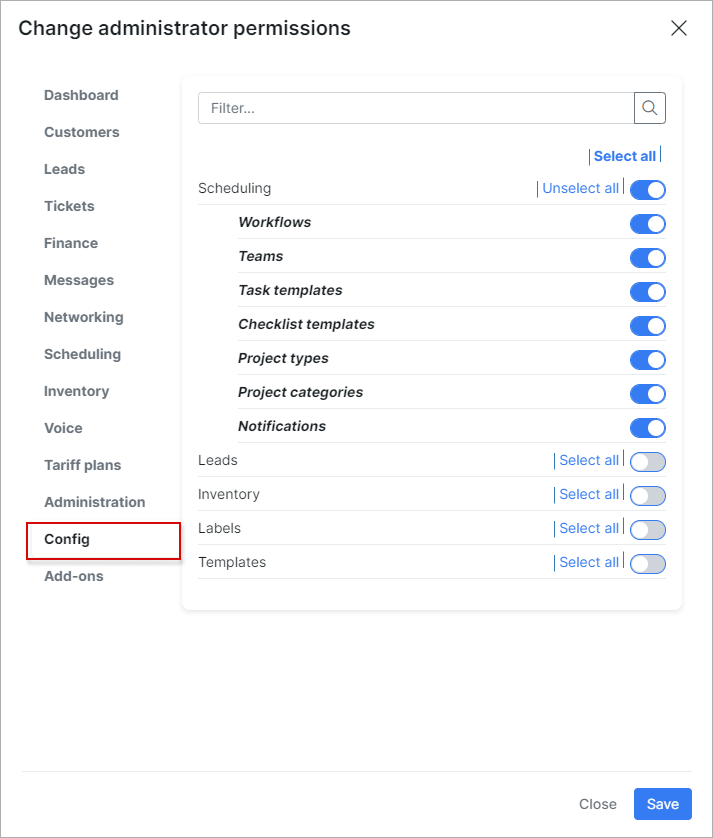 Change administrator permissions
Dashboard
Customers
Leads
Tickets
Finance
Messages
Networking
Scheduling
Inventory
Voice
Tariff plans
Administration
Config
Add-ons
Filter...
Select all
Scheduling Unselect all
Workflows
Teams
Task templates
Checklist templates
Project types
Project categories
Notifications
Leads Select all
Inventory Select all
Labels Select all
Templates Select all
Close Save